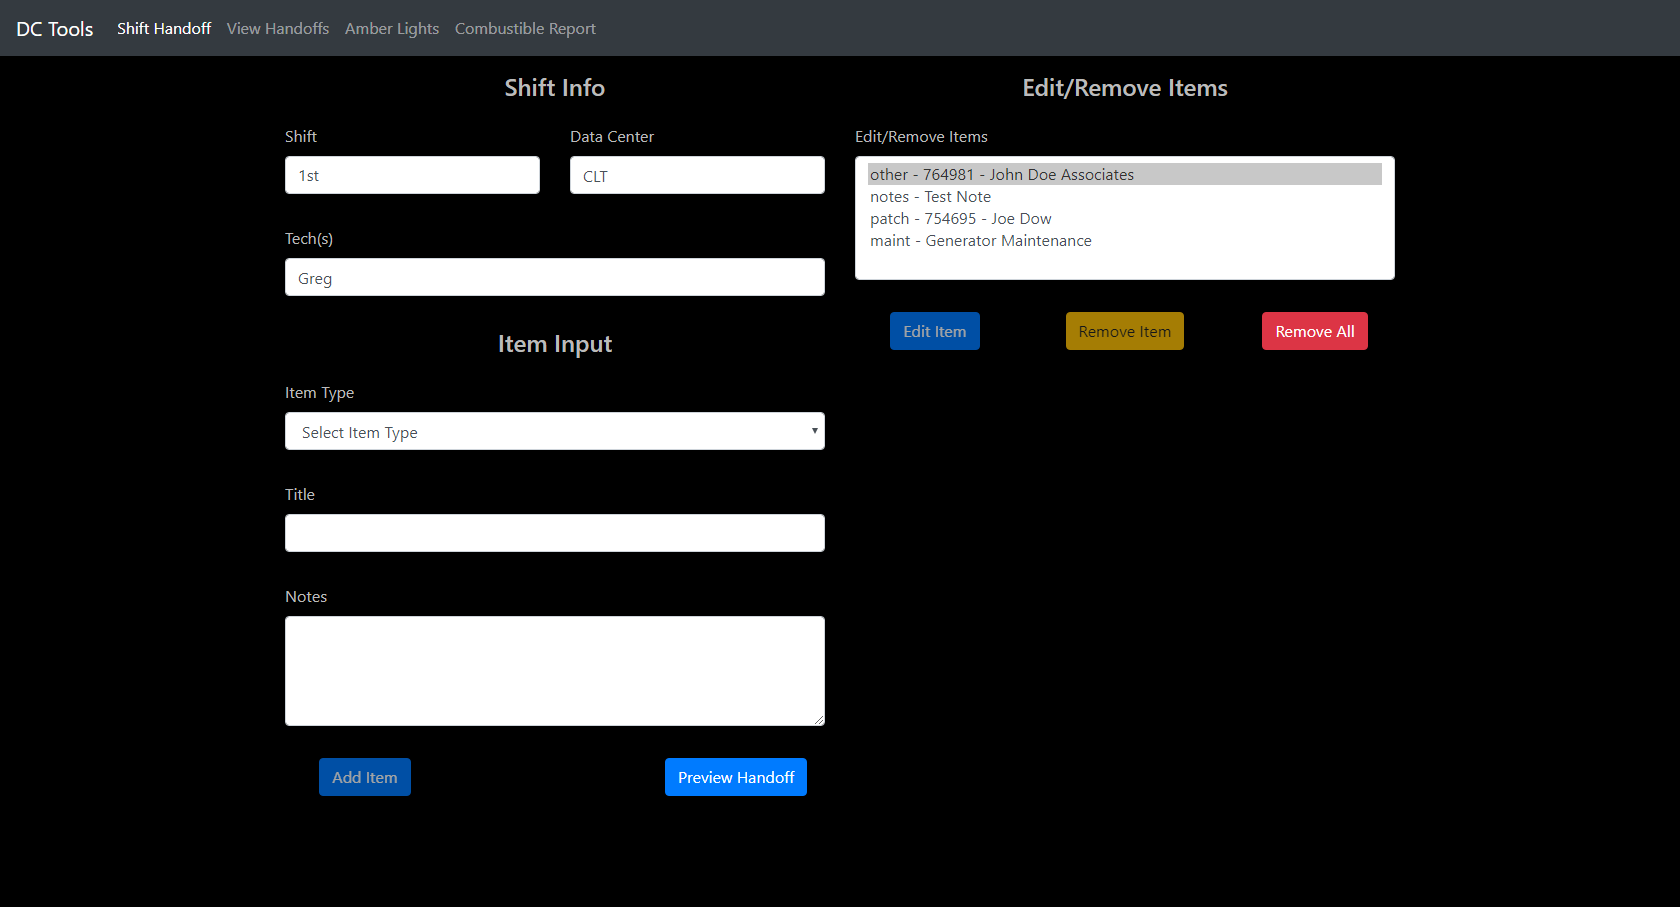 DC Tools Shift Handoff View Handoffs Amber Lights Combustible Report
Shift Info
Shift
Data Center
1st
CLT
Tech(s)
Greg
Item Input
Item Type
Select Item Type
Title
Notes
Add Item
Preview Handoff
Edit/Remove Items
Edit/Remove Items
other - 764981 - John Doe Associates
notes - Test Note
patch - 754695 - Joe Dow
maint - Generator Maintenance
Edit Item
Remove Item
Remove All